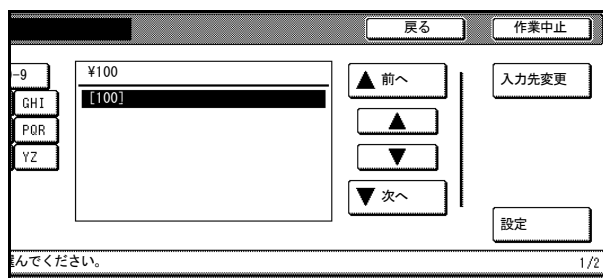 戻る 作業中止
-9
GHI
PQR
YZ
¥100
[100]
▲ 前へ
▲
▼
▼ 次へ
入力先変更
設定
んでください。 1/2